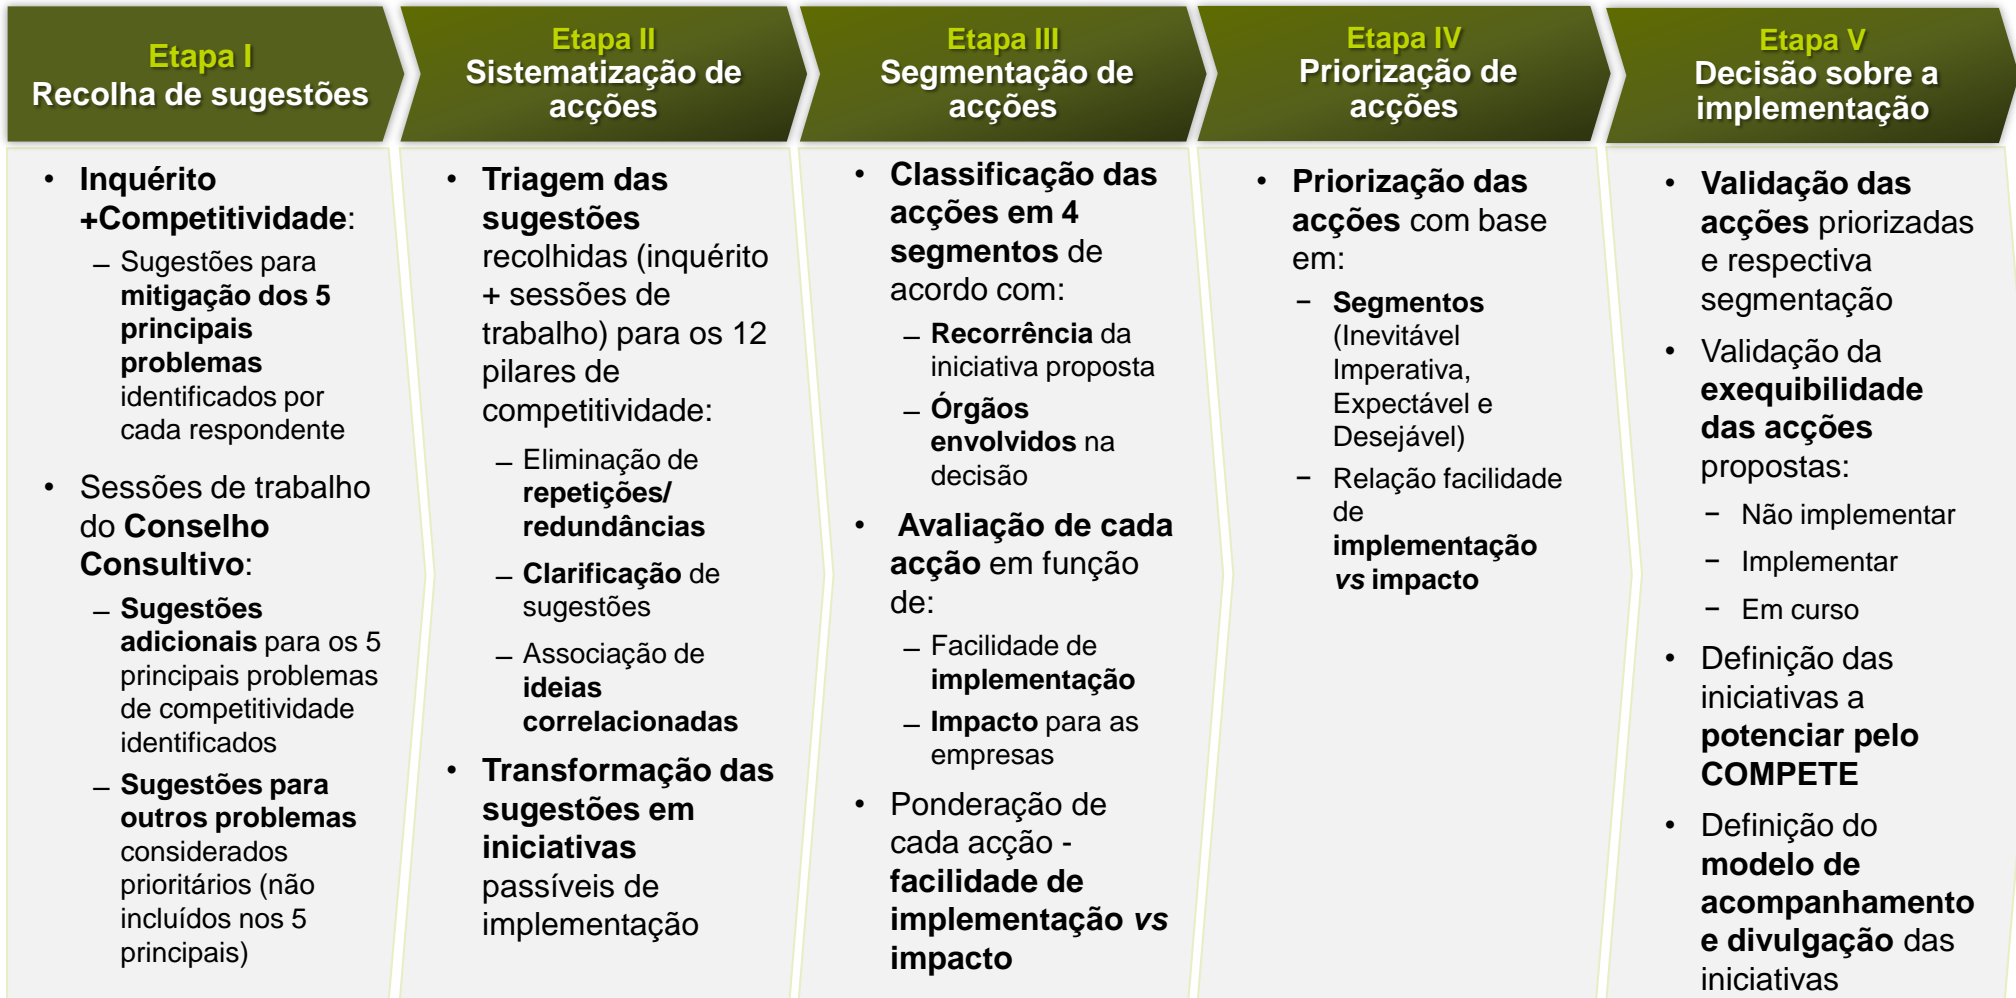 Etapa I
Recolha de sugestões
• Inquérito
+Competitividade:
– Sugestões para
mitigação dos 5
principais
problemas
identificados por
cada respondente
• Sessões de trabalho
do Conselho
Consultivo:
– Sugestões
adicionais para os 5
principais problemas
de competitividade
identificados
– Sugestões para
outros problemas
considerados
prioritários (não
incluídos nos 5
principais)
Etapa II
Sistematização de
acções
• Triagem das
sugestões
recolhidas (inquérito
+ sessões de
trabalho) para os 12
pilares de
competitividade:
– Eliminação de
repetições/
redundâncias
– Clarificação de
sugestões
– Associação de
ideias
correlacionadas
• Transformação das
sugestões em
iniciativas
passíveis de
implementação
Etapa III
Segmentação de
acções
• Classificação das
acções em 4
segmentos de
acordo com:
– Recorrência da
iniciativa proposta
– Órgãos
envolvidos na
decisão
• Avaliação de cada
acção em função
de:
– Facilidade de
implementação
– Impacto para as
empresas
• Ponderação de
cada acção -
facilidade de
implementação vs
impacto
Etapa IV
Priorização de
acções
• Priorização das
acções com base
em:
− Segmentos
(Inevitável
Imperativa,
Expectável e
Desejável)
− Relação facilidade
de
implementação
vs impacto
Etapa V
Decisão sobre a
implementação
• Validação das
acções priorizadas
e respectiva
segmentação
• Validação da
exequibilidade
das acções
propostas:
− Não implementar
− Implementar
− Em curso
• Definição das
iniciativas a
potenciar pelo
COMPETE
• Definição do
modelo de
acompanhamento
e divulgação das
iniciativas